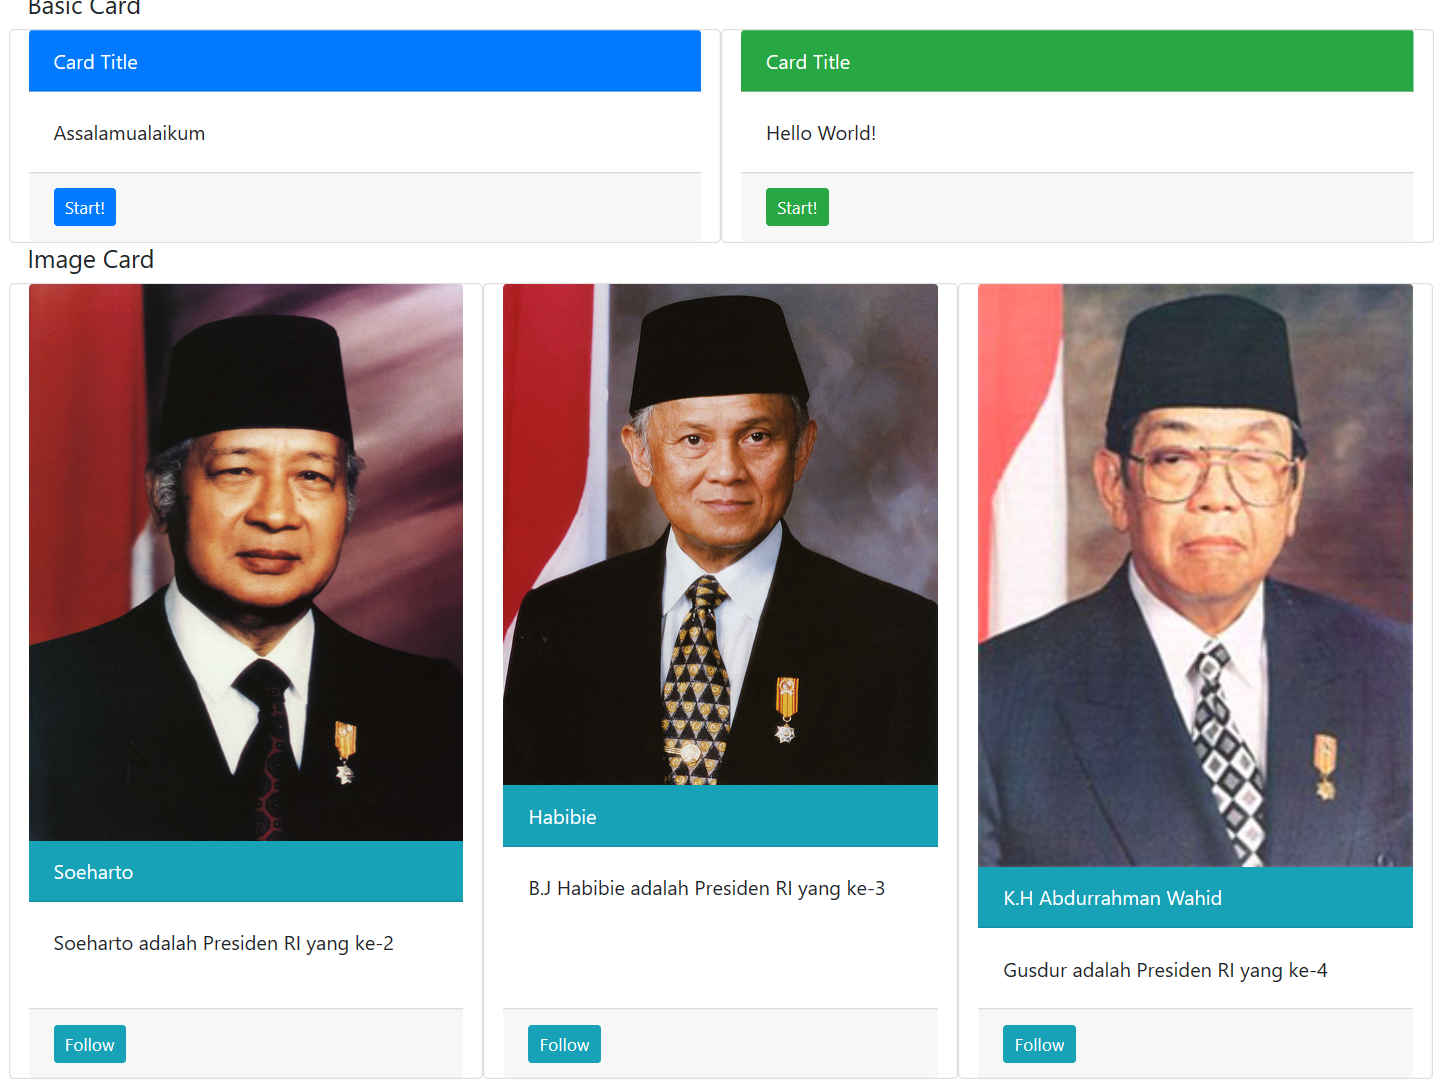 Basic Card
Card Title
Card Title
Assalamualaikum
Hello World!
Start!
Start!
Image Card
Soeharto
Habibie
K.H Abdurrahman Wahid
Soeharto adalah Presiden RI yang ke-2
B.J Habibie adalah Presiden RI yang ke-3
Gusdur adalah Presiden RI yang ke-4
Follow
Follow
Follow